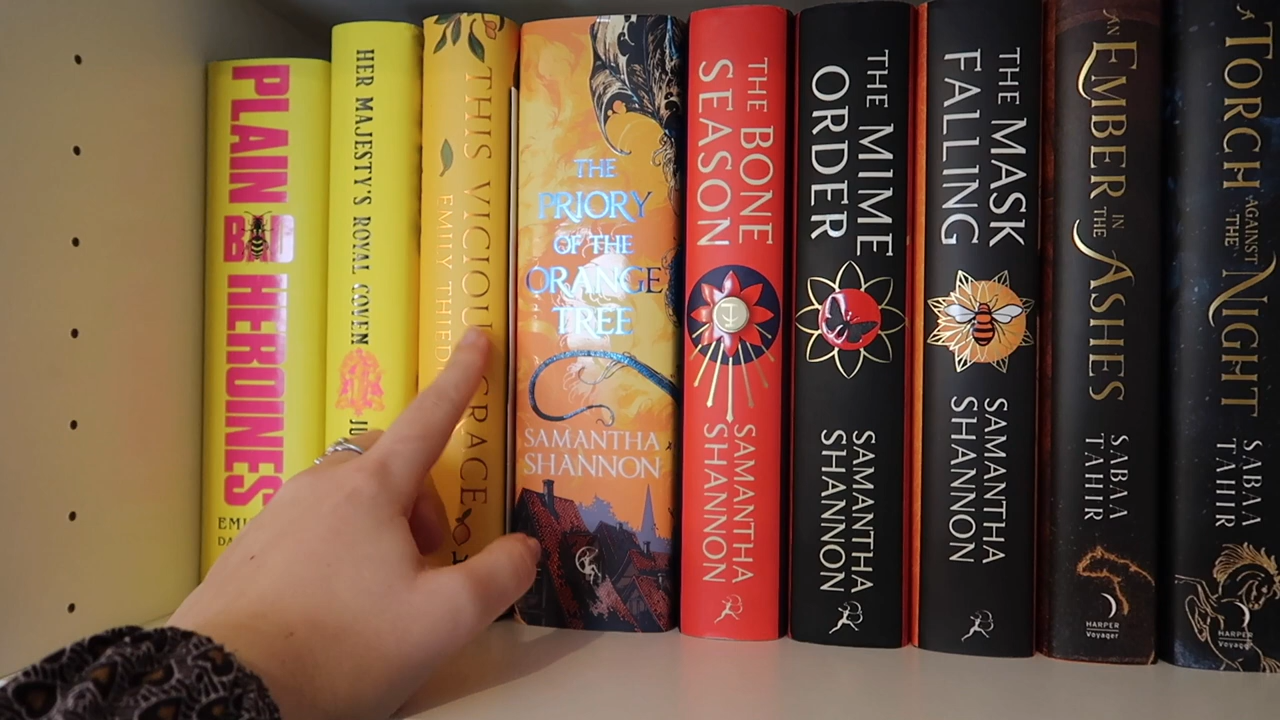 PLAIN
BAD
HEROINES
HER MAJESTY'S ROYAL COVEN
THIS VICIOUS GRACE
EMILY
THE
PRIORY
OF THE
ORANGE
TREE
SAMANTHA
SHANNON
THE BONE
SEASON
SAMANTHA
SHANNON
THE MIME
ORDER
SAMANTHA
SHANNON
THE MASK
FALLING
SAMANTHA
SHANNON
AN
EMBER
IN
THE
ASHES
SABAA
TAHIR
HARPER
Voyager
A
TORCH
AGAINST
THE
NIGHT
SABAA
TAHIR
HARPER
Voyager